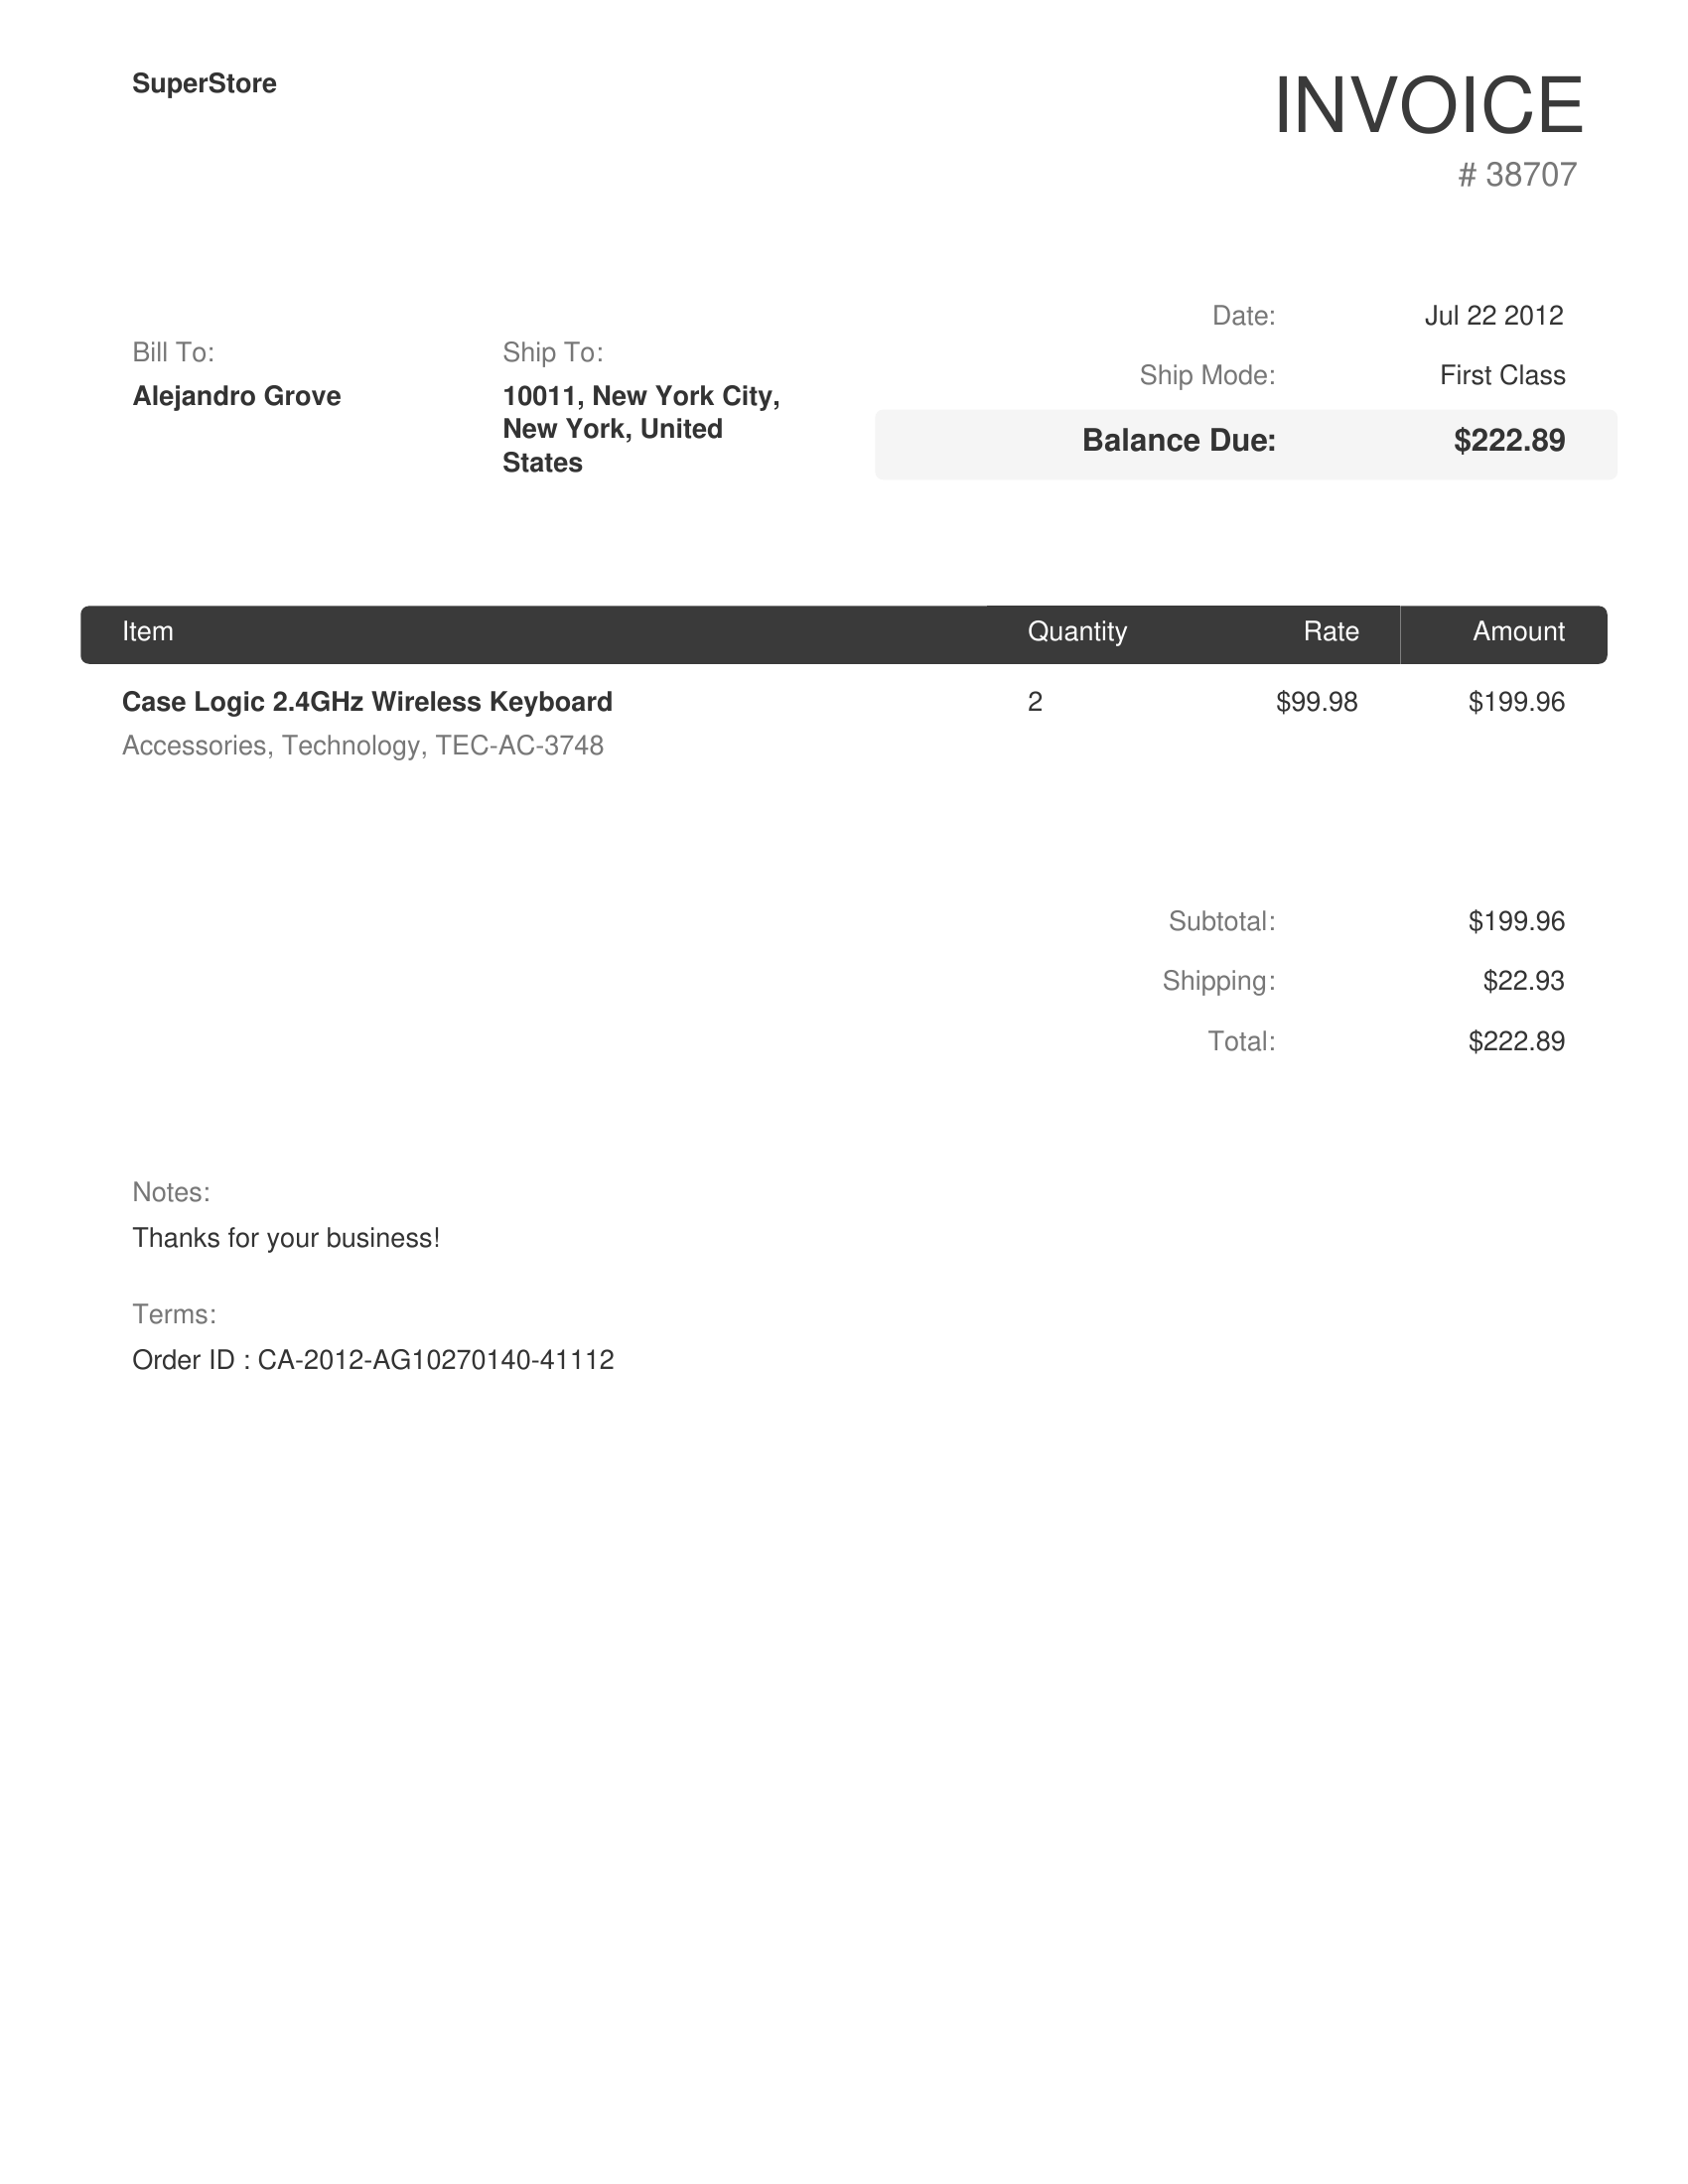 SuperStore
INVOICE
# 38707
Date: Jul 22 2012
Ship Mode: First Class
Balance Due: $222.89
Bill To:
Alejandro Grove
Ship To:
10011, New York City,
New York, United
States
Item Quantity Rate Amount
Case Logic 2.4GHz Wireless Keyboard 2 $99.98 $199.96
Accessories, Technology, TEC-AC-3748
Subtotal: $199.96
Shipping: $22.93
Total: $222.89
Notes:
Thanks for your business!
Terms:
Order ID : CA-2012-AG10270140-41112